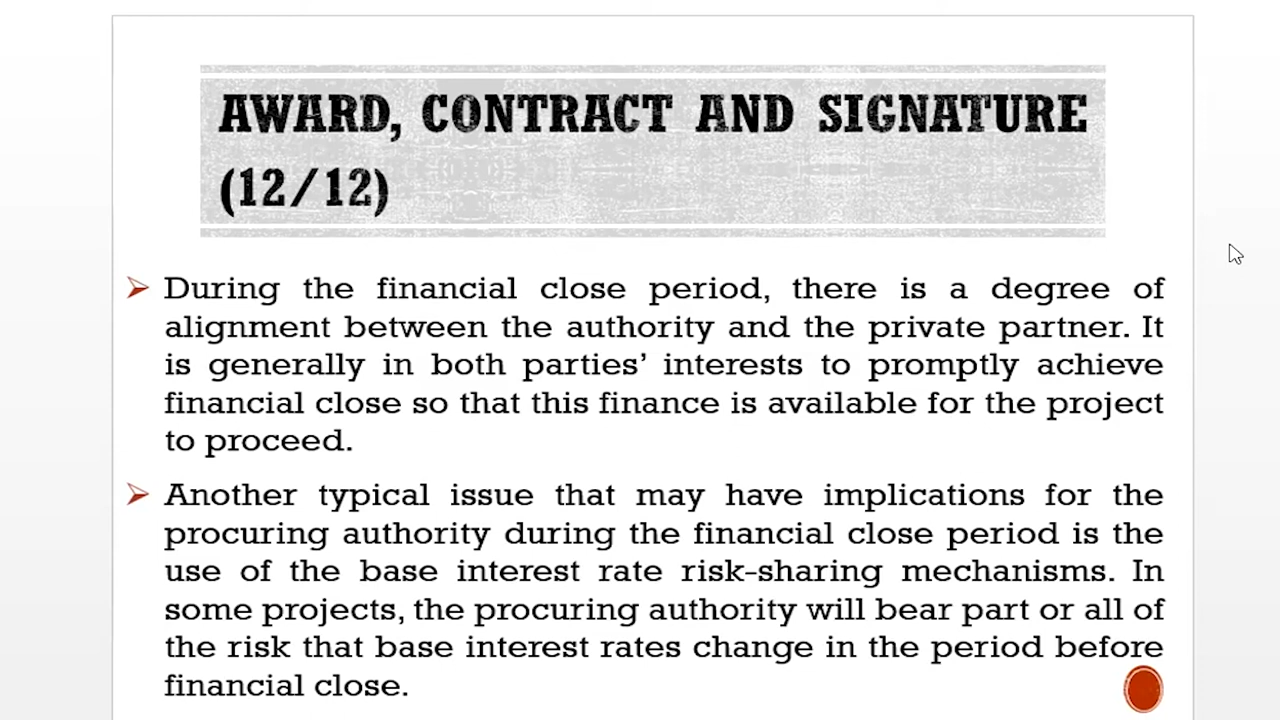 AWARD, CONTRACT AND SIGNATURE
(12/12)
During the financial close period, there is a degree of
alignment between the authority and the private partner. It
is generally in both parties’ interests to promptly achieve
financial close so that this finance is available for the project
to proceed.
Another typical issue that may have implications for the
procuring authority during the financial close period is the
use of the base interest rate risk-sharing mechanisms. In
some projects, the procuring authority will bear part or all of
the risk that base interest rates change in the period before
financial close.